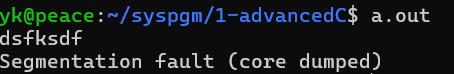 yk@peace:~/syspgm/1-advancedC$ a.out
dsfksdf
Segmentation fault (core dumped)